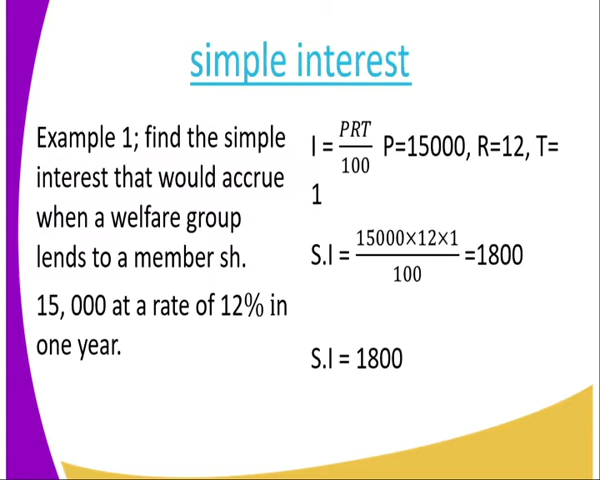 simple interest
Example 1; find the simple
interest that would accrue
when a welfare group
lends to a member sh.
15, 000 at a rate of 12% in
one year.
I = PRT/100 P=15000, R=12, T=
1
S.I = 15000×12×1/100 =1800
S.I = 1800